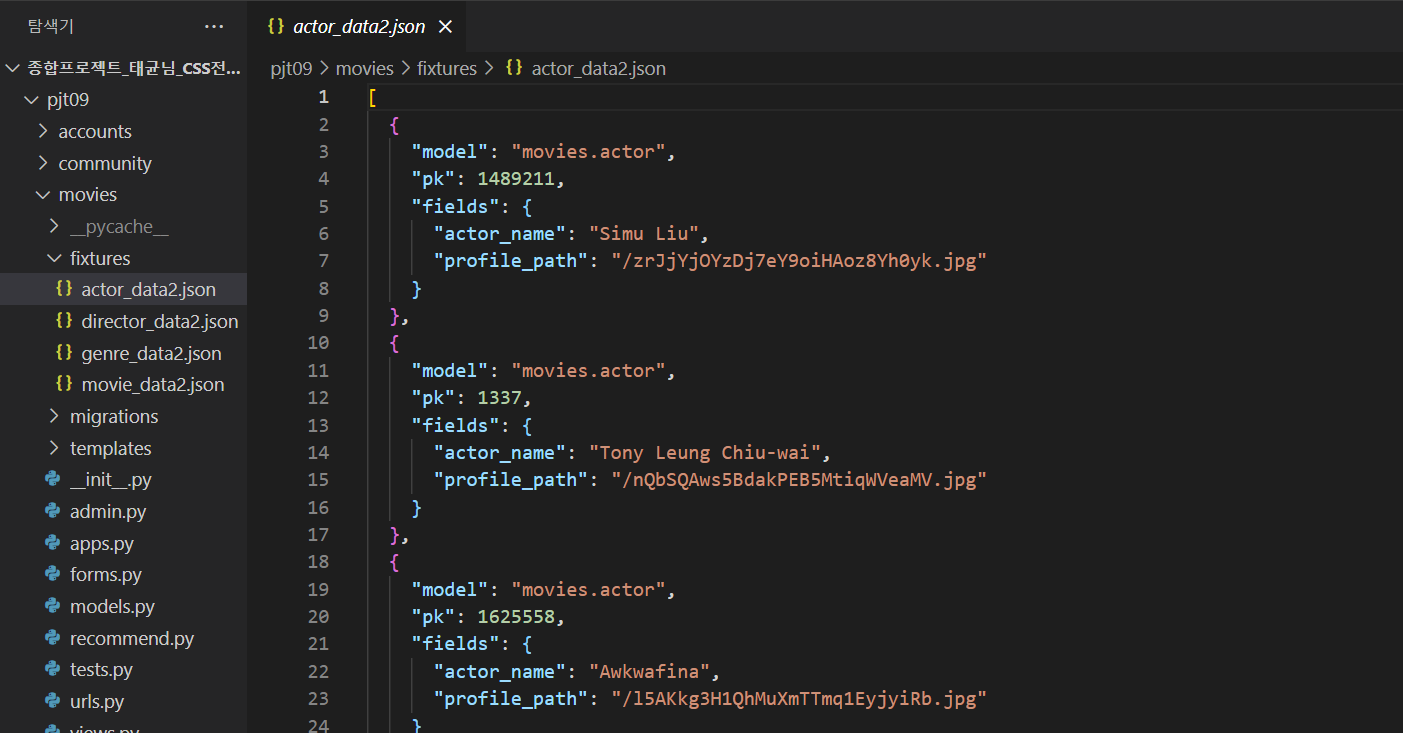 탐색기 ···
종합프로젝트_태균님_CSS전...
pjt09
accounts
community
movies
__pycache__
fixtures
{} actor_data2.json
{} director_data2.json
{} genre_data2.json
{} movie_data2.json
migrations
templates
__init__.py
admin.py
apps.py
forms.py
models.py
recommend.py
tests.py
urls.py
views.py
{} actor_data2.json ×
pjt09 > movies > fixtures > {} actor_data2.json
1 [
2 {
3 "model": "movies.actor",
4 "pk": 1489211,
5 "fields": {
6 "actor_name": "Simu Liu",
7 "profile_path": "/zrJjYjOYzDj7eY9oiHAoz8Yh0yk.jpg"
8 }
9 },
10 {
11 "model": "movies.actor",
12 "pk": 1337,
13 "fields": {
14 "actor_name": "Tony Leung Chiu-wai",
15 "profile_path": "/nQbSQAws5BdakPEB5MtiqWVeaMV.jpg"
16 }
17 },
18 {
19 "model": "movies.actor",
20 "pk": 1625558,
21 "fields": {
22 "actor_name": "Awkwafina",
23 "profile_path": "/l5AKkg3H1QhMuXmTTmq1EyjyiRb.jpg"
24 }